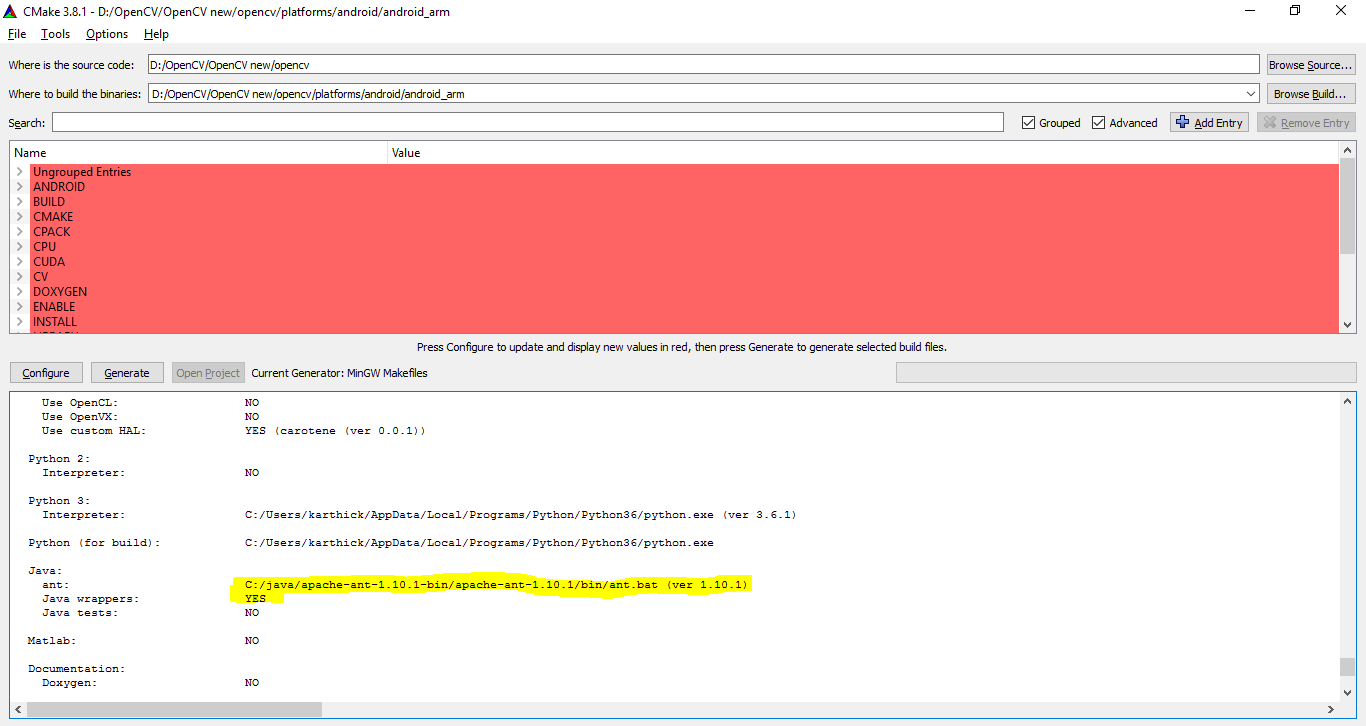 CMake 3.8.1 - D:/OpenCV/OpenCV new/opencv/platforms/android/android_arm
File Tools Options Help
Where is the source code: D:/OpenCV/OpenCV new/opencv Browse Source...
Where to build the binaries: D:/OpenCV/OpenCV new/opencv/platforms/android/android_arm Browse Build...
Search: Grouped Advanced Add Entry Remove Entry
Name Value
Ungrouped Entries
ANDROID
BUILD
CMAKE
CPACK
CPU
CUDA
CV
DOXYGEN
ENABLE
INSTALL
Press Configure to update and display new values in red, then press Generate to generate selected build files.
Configure Generate Open Project Current Generator: MinGW Makefiles
Use OpenCL: NO
Use OpenVX: NO
Use custom HAL: YES (carotene (ver 0.0.1))
Python 2:
Interpreter: NO
Python 3:
Interpreter: C:/Users/karthick/AppData/Local/Programs/Python/Python36/python.exe (ver 3.6.1)
Python (for build): C:/Users/karthick/AppData/Local/Programs/Python/Python36/python.exe
Java:
ant: C:/java/apache-ant-1.10.1-bin/apache-ant-1.10.1/bin/ant.bat (ver 1.10.1)
Java wrappers: YES
Java tests: NO
Matlab: NO
Documentation:
Doxygen: NO